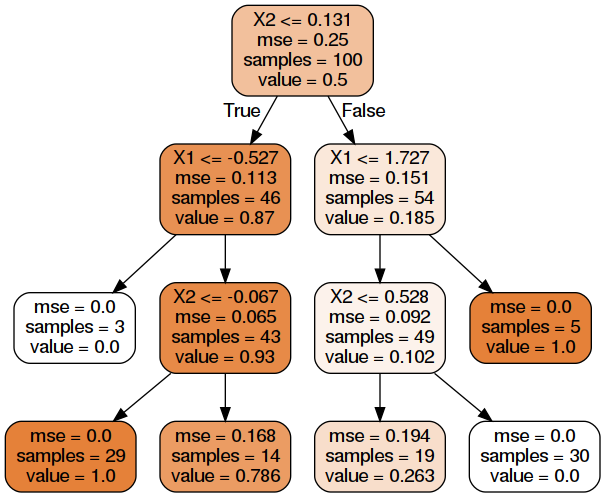 X2 <= 0.131
mse = 0.25
samples = 100
value = 0.5
True
False
X1 <= -0.527
mse = 0.113
samples = 46
value = 0.87
X1 <= 1.727
mse = 0.151
samples = 54
value = 0.185
mse = 0.0
samples = 3
value = 0.0
X2 <= -0.067
mse = 0.065
samples = 43
value = 0.93
X2 <= 0.528
mse = 0.092
samples = 49
value = 0.102
mse = 0.0
samples = 5
value = 1.0
mse = 0.0
samples = 29
value = 1.0
mse = 0.168
samples = 14
value = 0.786
mse = 0.194
samples = 19
value = 0.263
mse = 0.0
samples = 30
value = 0.0